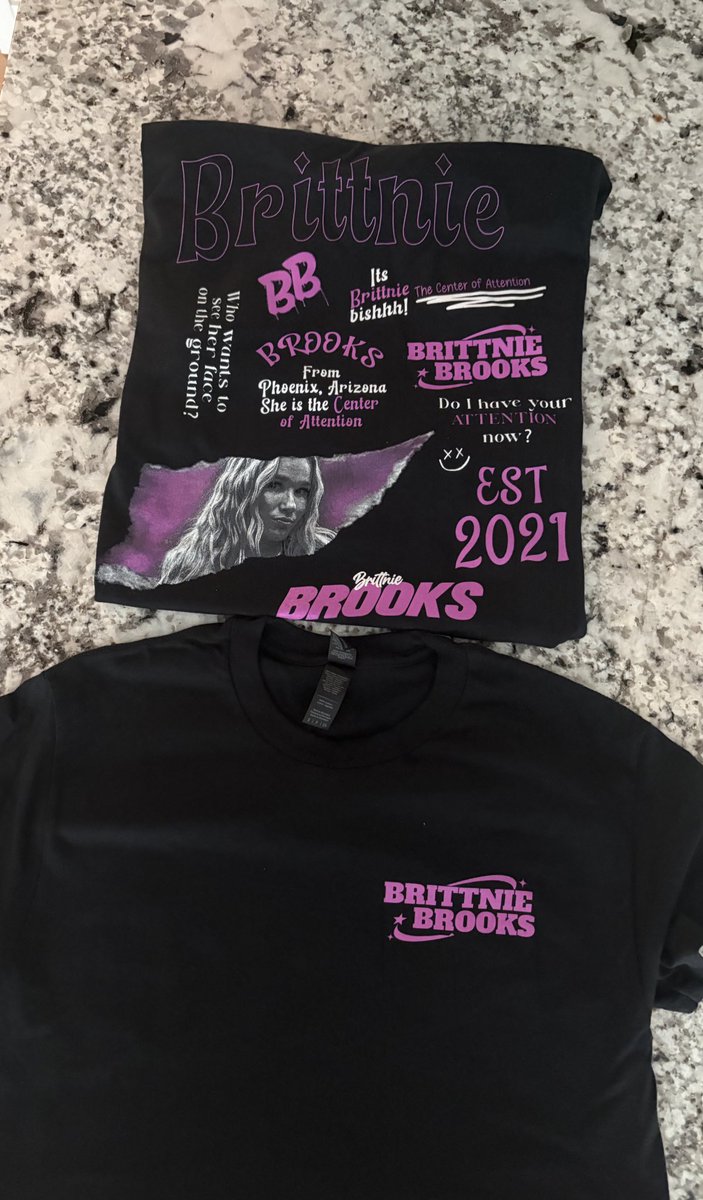 Brittnie
BB
Its
Brittnie
bishhh!
The Center of Attention
Who wants to
see her face
on the ground?
BROOKS
From
Phoenix, Arizona
She is the Center
of Attention
BRITTNIE
BROOKS
Do I have your
ATTENTION
now?
EST
2021
Brittnie
BROOKS
BRITTNIE
BROOKS